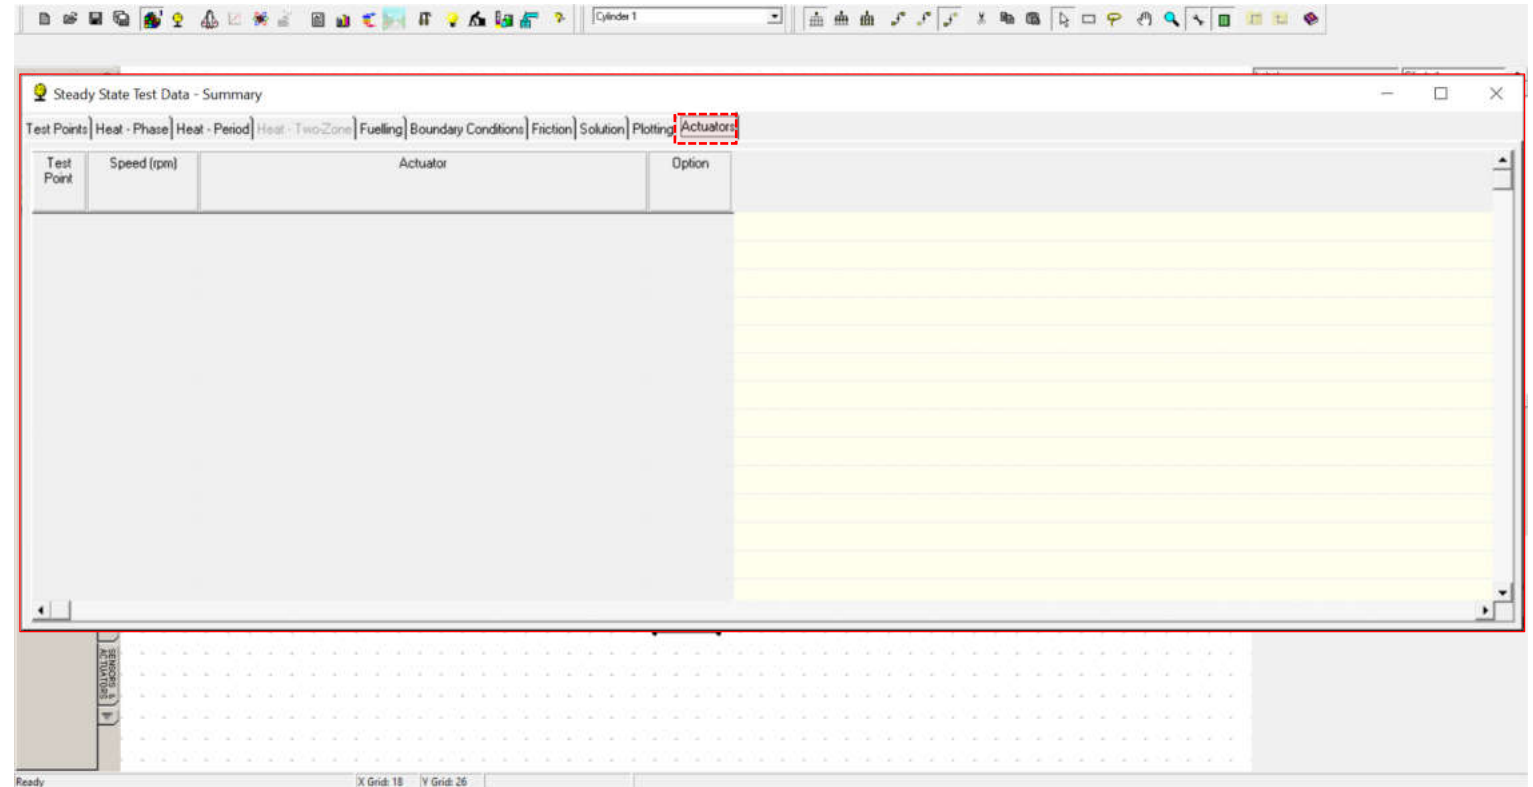 Cylinder 1
Steady State Test Data - Summary
Test Points Heat - Phase Heat - Period Heat - Two-Zone Fuelling Boundary Conditions Friction Solution Plotting Actuators
Test Point Speed (rpm) Actuator Option
SENSORS & ACTUATORS
Ready X Grid: 18 Y Grid: 26